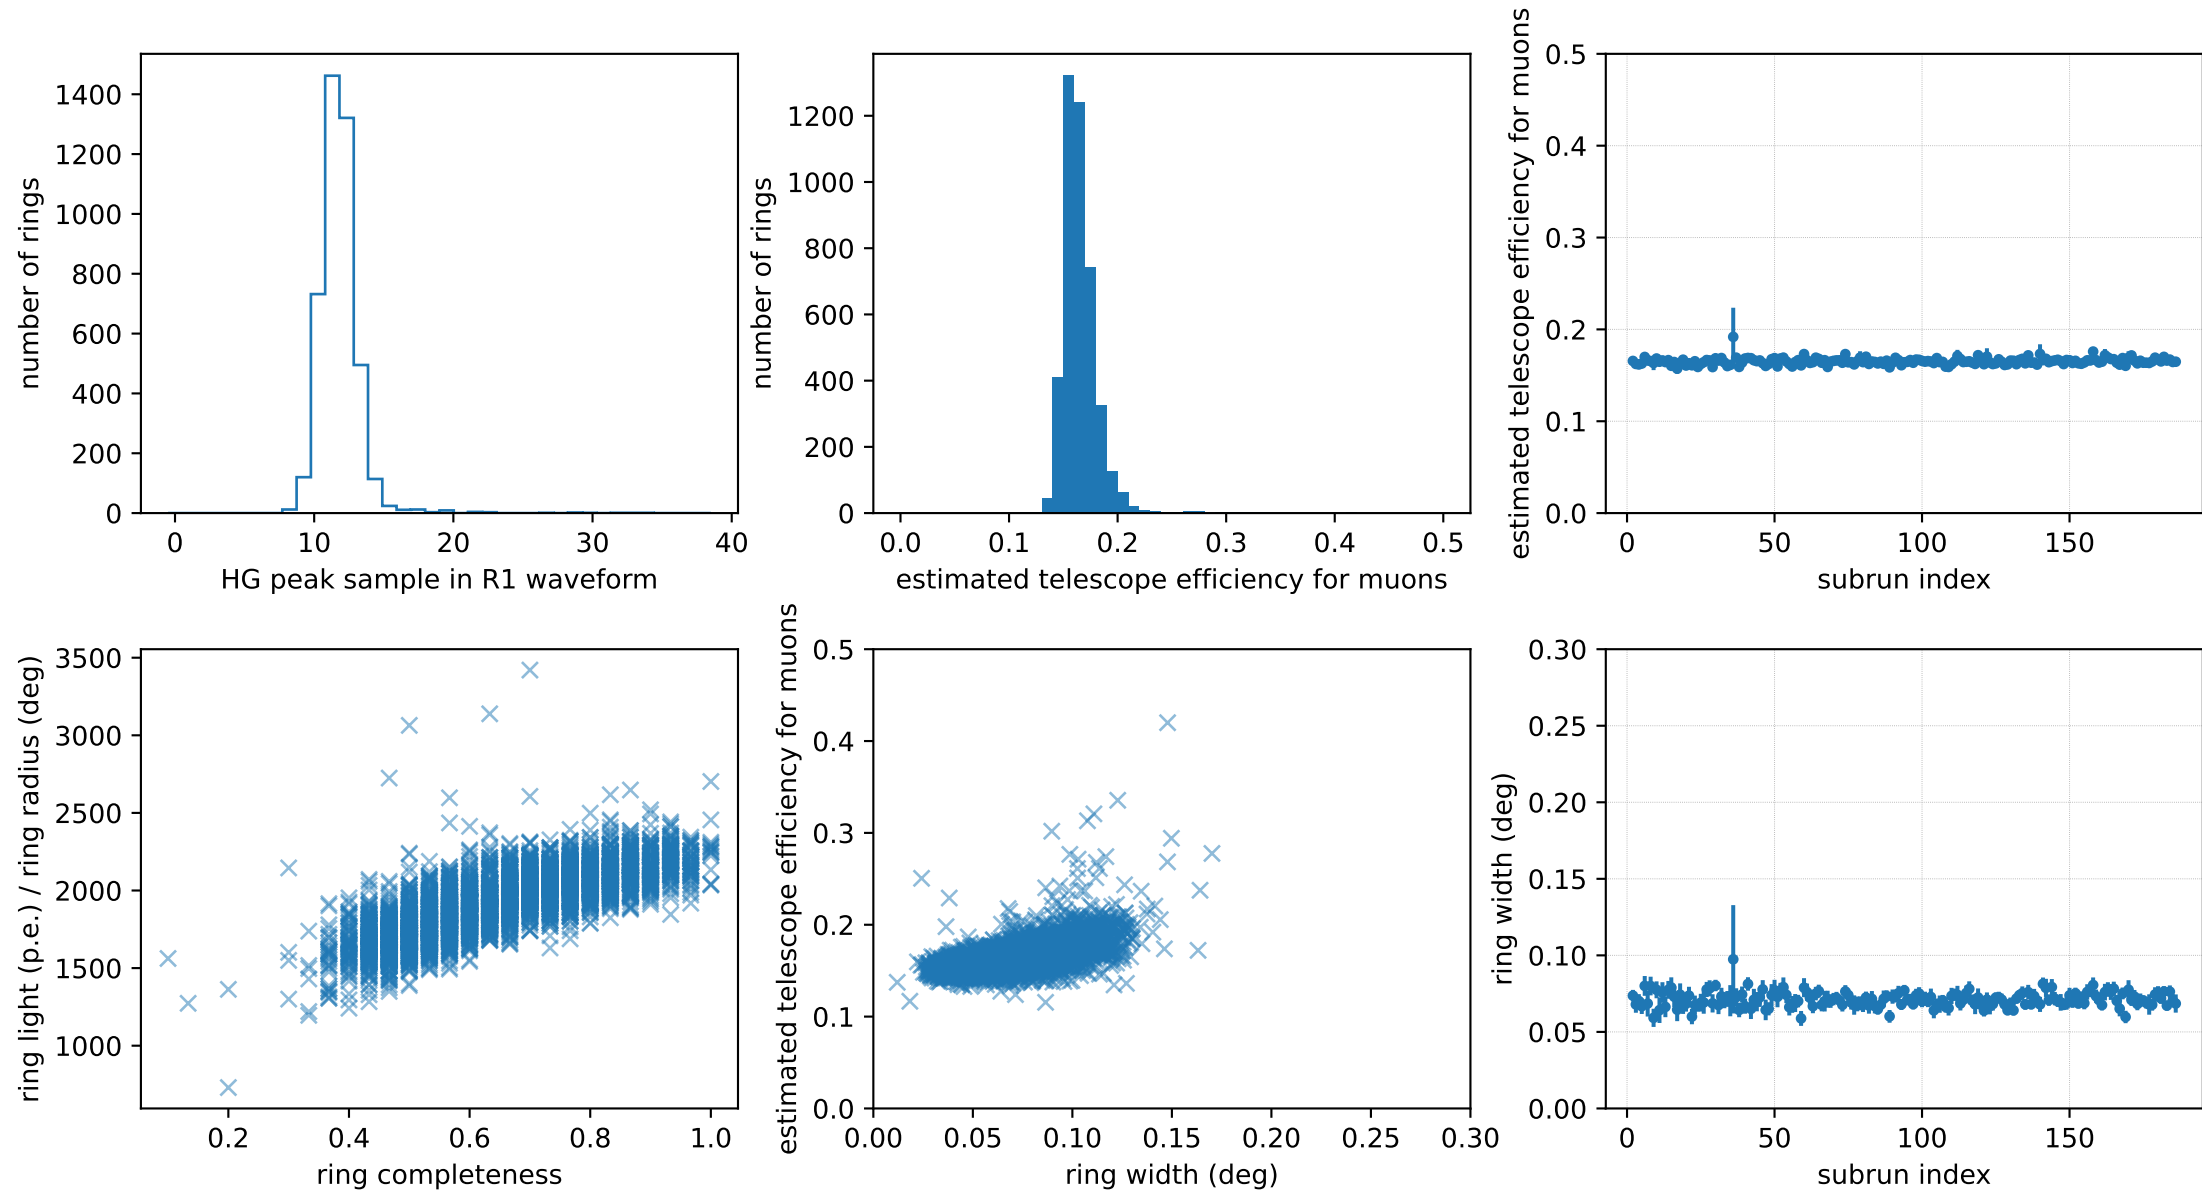 number of rings
1400
1200
1000
800
600
400
200
0
0 10 20 30 40
HG peak sample in R1 waveform
number of rings
1200
1000
800
600
400
200
0
0.0 0.1 0.2 0.3 0.4 0.5
estimated telescope efficiency for muons
estimated telescope efficiency for muons
0.5
0.4
0.3
0.2
0.1
0.0
0 50 100 150
subrun index
ring light (p.e.) / ring radius (deg)
3500
3000
2500
2000
1500
1000
0.2 0.4 0.6 0.8 1.0
ring completeness
estimated telescope efficiency for muons
0.5
0.4
0.3
0.2
0.1
0.0
0.00 0.05 0.10 0.15 0.20 0.25 0.30
ring width (deg)
ring width (deg)
0.30
0.25
0.20
0.15
0.10
0.05
0.00
0 50 100 150
subrun index